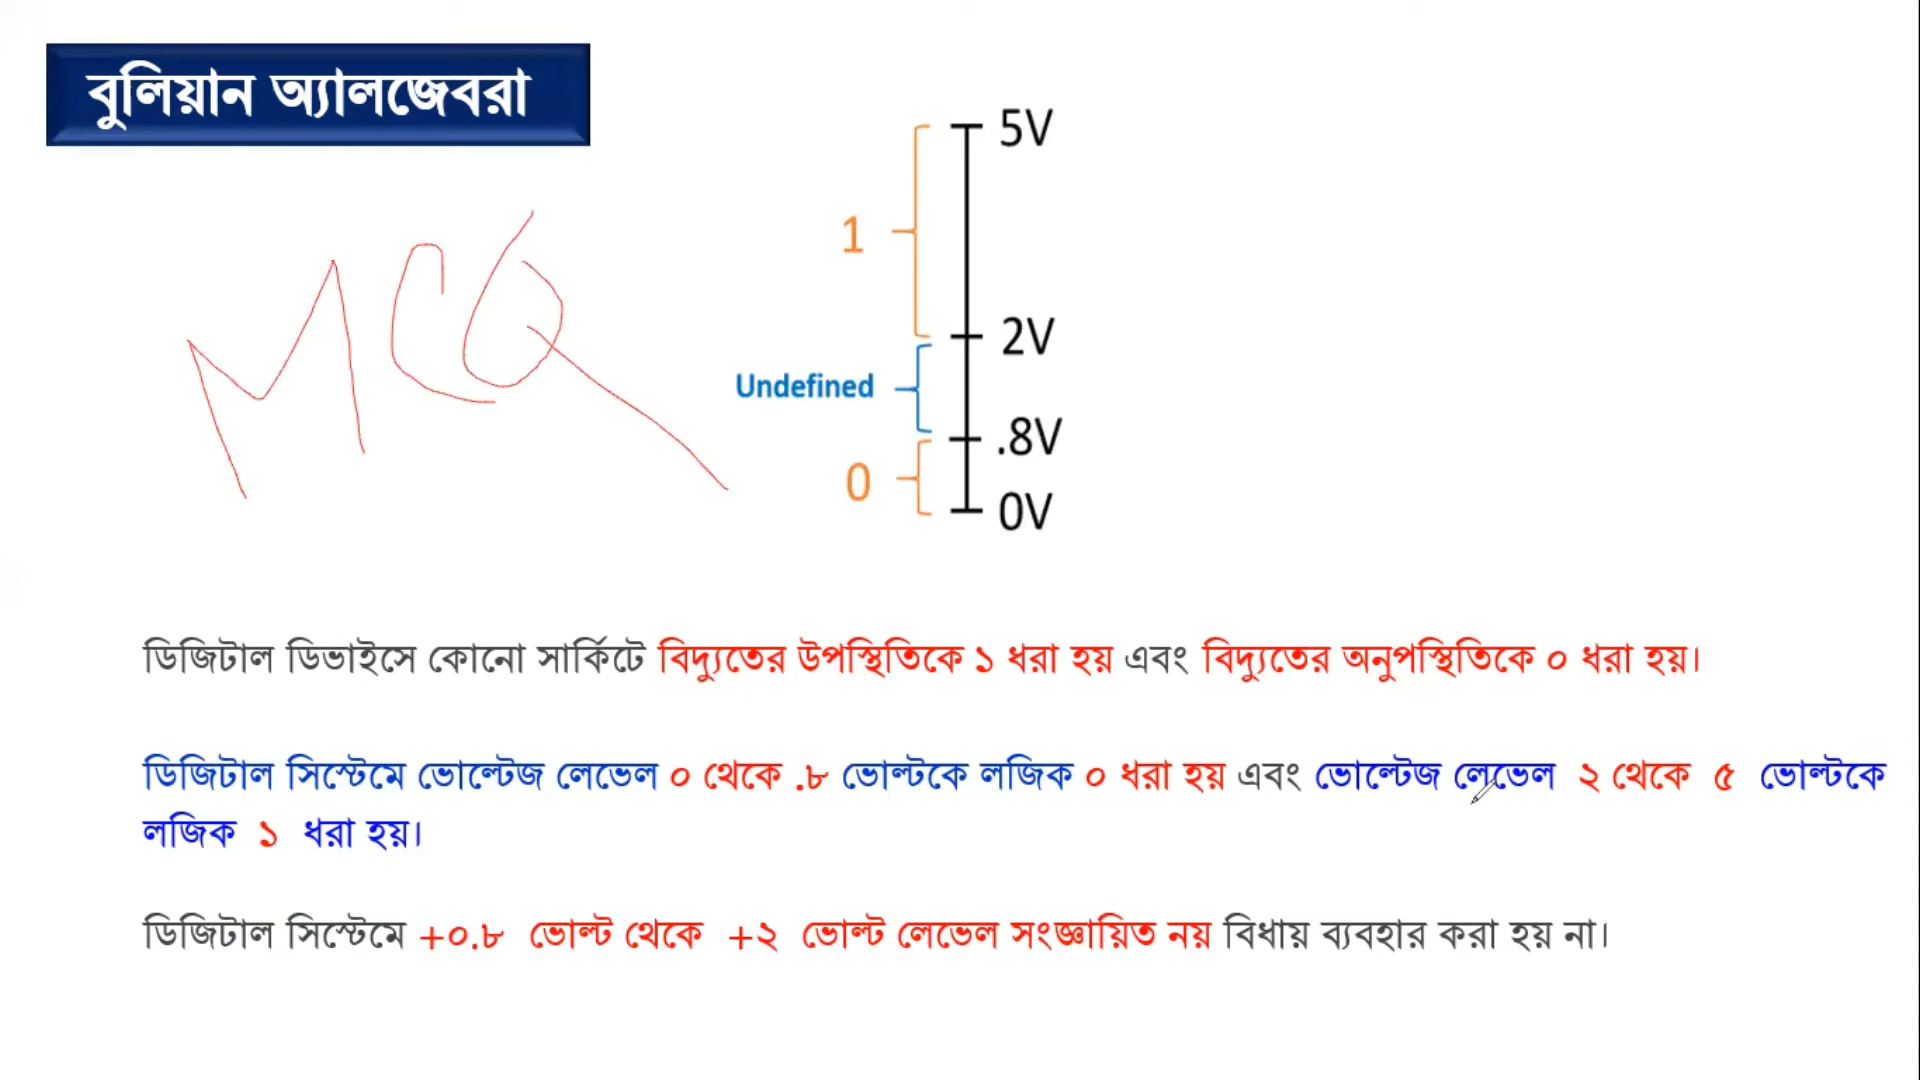 বুলিয়ান অ্যালজেবরা
MCQ
5V
1
2V
Undefined
.8V
0
0V
ডিজিটাল ডিভাইসে কোনো সার্কিটে বিদ্যুতের উপস্থিতিকে ১ ধরা হয় এবং বিদ্যুতের অনুপস্থিতিকে ০ ধরা হয়।
ডিজিটাল সিস্টেমে ভোল্টেজ লেভেল ০ থেকে .৮ ভোল্টকে লজিক ০ ধরা হয় এবং ভোল্টেজ লেভেল ২ থেকে ৫ ভোল্টকে
লজিক ১ ধরা হয়।
ডিজিটাল সিস্টেমে +০.৮ ভোল্ট থেকে +২ ভোল্ট লেভেল সংজ্ঞায়িত নয় বিধায় ব্যবহার করা হয় না।